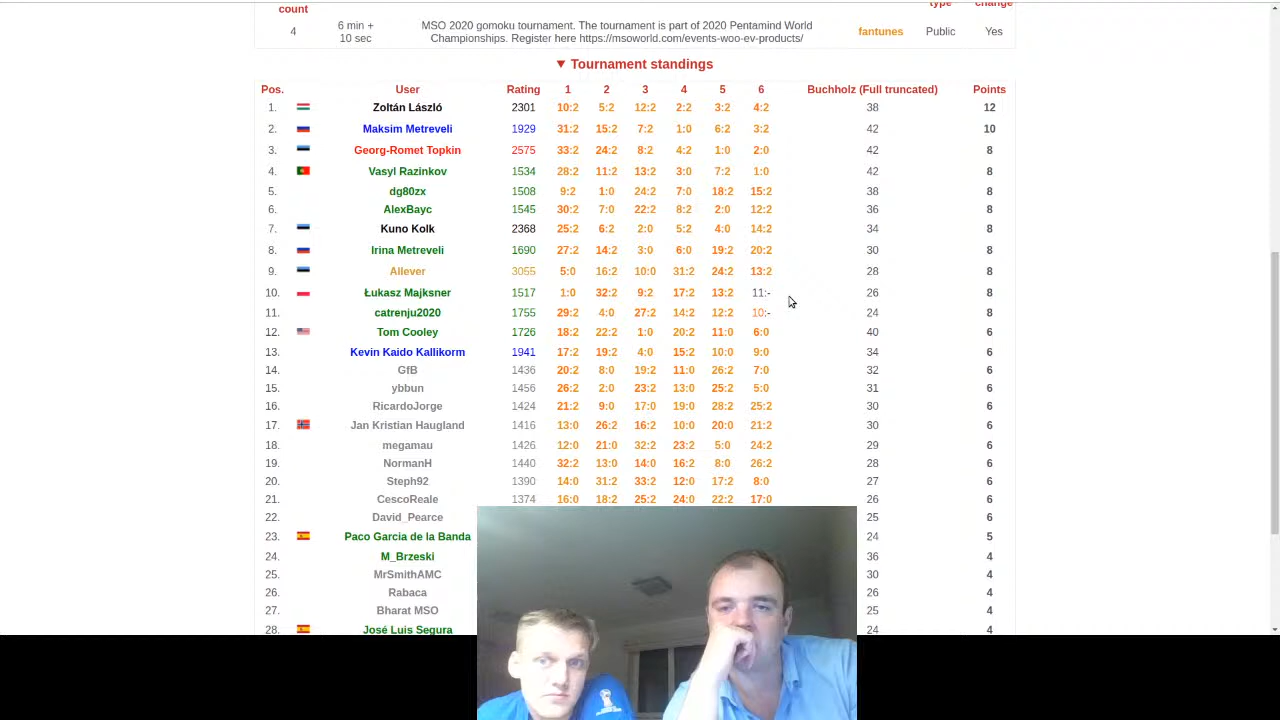 type change
count
4 6 min + 10 sec MSO 2020 gomoku tournament. The tournament is part of 2020 Pentamind World Championships. Register here https://msoworld.com/events-woo-ev-products/ fantunes Public Yes
▼ Tournament standings
Pos. User Rating 1 2 3 4 5 6 Buchholz (Full truncated) Points
1. Zoltán László 2301 10:2 5:2 12:2 2:2 3:2 4:2 38 12
2. Maksim Metreveli 1929 31:2 15:2 7:2 1:0 6:2 3:2 42 10
3. Georg-Romet Topkin 2575 33:2 24:2 8:2 4:2 1:0 2:0 42 8
4. Vasyl Razinkov 1534 28:2 11:2 13:2 3:0 7:2 1:0 42 8
5. dg80zx 1508 9:2 1:0 24:2 7:0 18:2 15:2 38 8
6. AlexBayc 1545 30:2 7:0 22:2 8:2 2:0 12:2 36 8
7. Kuno Kolk 2368 25:2 6:2 2:0 5:2 4:0 14:2 34 8
8. Irina Metreveli 1690 27:2 14:2 3:0 6:0 19:2 20:2 30 8
9. Allever 3055 5:0 16:2 10:0 31:2 24:2 13:2 28 8
10. Łukasz Majksner 1517 1:0 32:2 9:2 17:2 13:2 11:- 26 8
11. catrenju2020 1755 29:2 4:0 27:2 14:2 12:2 10:- 24 8
12. Tom Cooley 1726 18:2 22:2 1:0 20:2 11:0 6:0 40 6
13. Kevin Kaido Kallikorm 1941 17:2 19:2 4:0 15:2 10:0 9:0 34 6
14. GfB 1436 20:2 8:0 19:2 11:0 26:2 7:0 32 6
15. ybbun 1456 26:2 2:0 23:2 13:0 25:2 5:0 31 6
16. RicardoJorge 1424 21:2 9:0 17:0 19:0 28:2 25:2 30 6
17. Jan Kristian Haugland 1416 13:0 26:2 16:2 10:0 20:0 21:2 30 6
18. megamau 1426 12:0 21:0 32:2 23:2 5:0 24:2 29 6
19. NormanH 1440 32:2 13:0 14:0 16:2 8:0 26:2 28 6
20. Steph92 1390 14:0 31:2 33:2 12:0 17:2 8:0 27 6
21. CescoReale 1374 16:0 18:2 25:2 24:0 22:2 17:0 26 6
22. David_Pearce 25 6
23. Paco Garcia de la Banda 24 5
24. M_Brzeski 36 4
25. MrSmithAMC 30 4
26. Rabaca 26 4
27. Bharat MSO 25 4
28. José Luis Segura 24 4